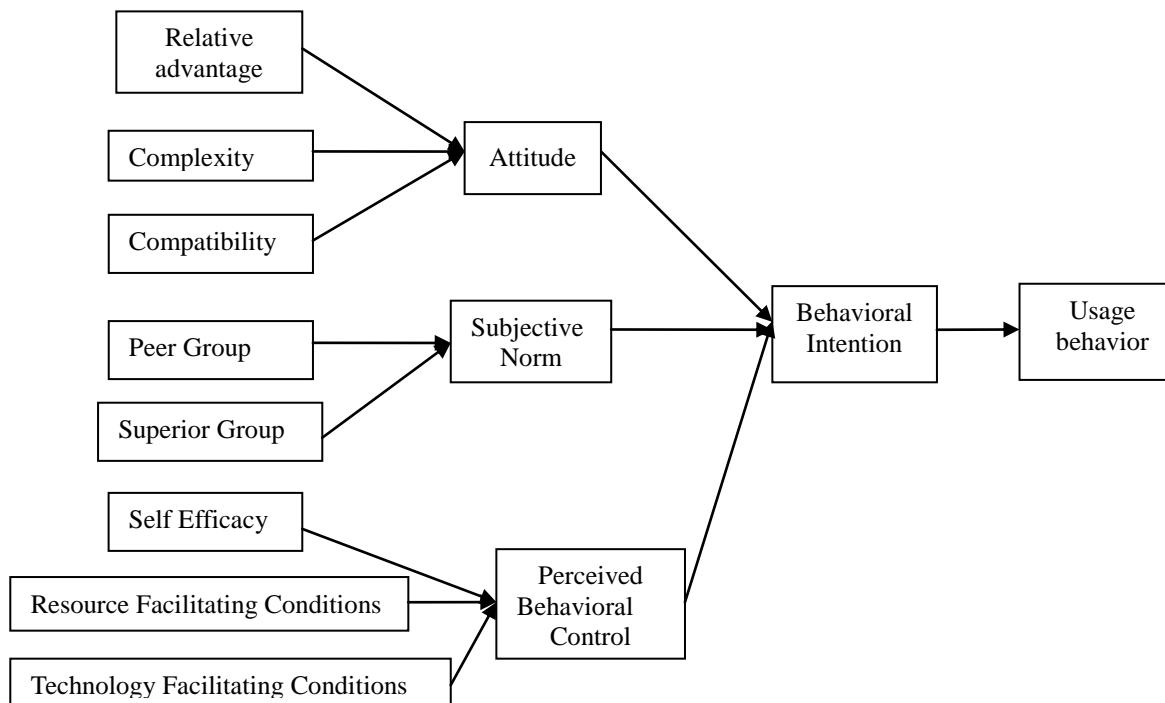 Relative
advantage
Complexity
Compatibility
Attitude
Peer Group
Superior Group
Subjective
Norm
Self Efficacy
Resource Facilitating Conditions
Technology Facilitating Conditions
Perceived
Behavioral
Control
Behavioral
Intention
Usage
behavior